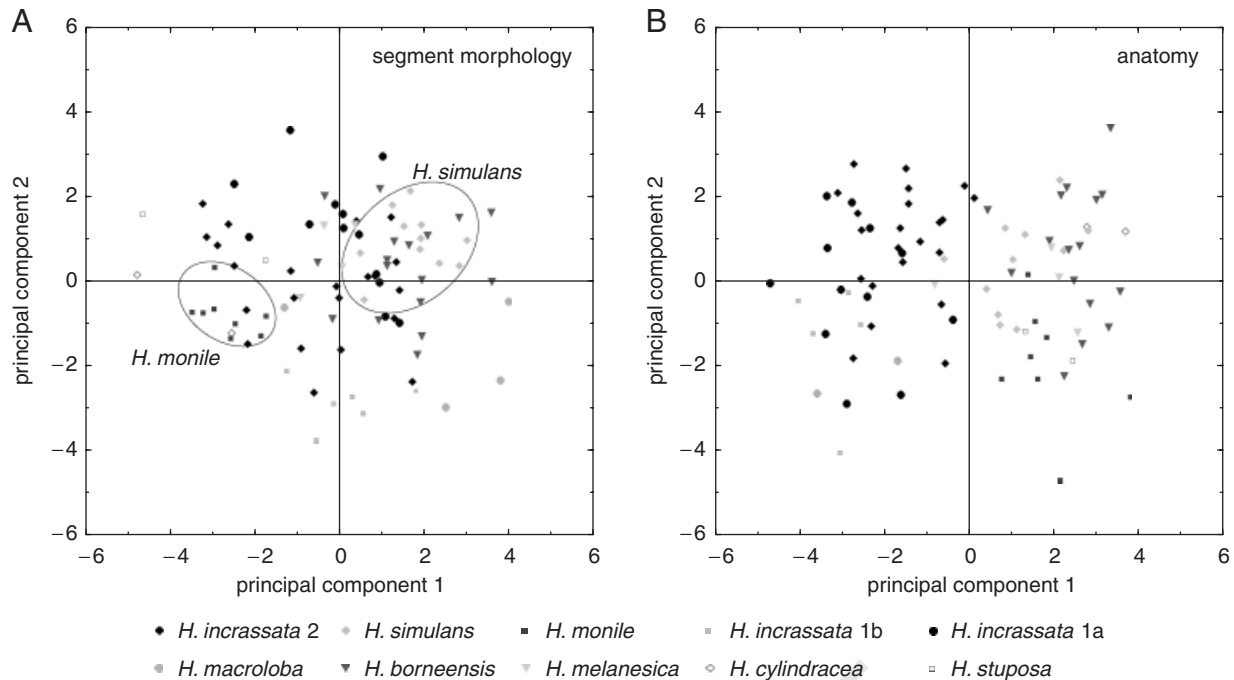 A
B
6
segment morphology
anatomy
6
4
4
H. simulans
2
2
principal component 2
0
principal component 2
0
H. monile
−2
−2
−4
−4
−6
−6
−6 −4 −2 0 2 4 6
−6 −4 −2 0 2 4 6
principal component 1
principal component 1
H. incrassata 2 H. simulans H. monile H. incrassata 1b H. incrassata 1a
H. macroloba H. borneensis H. melanesica H. cylindracea H. stuposa